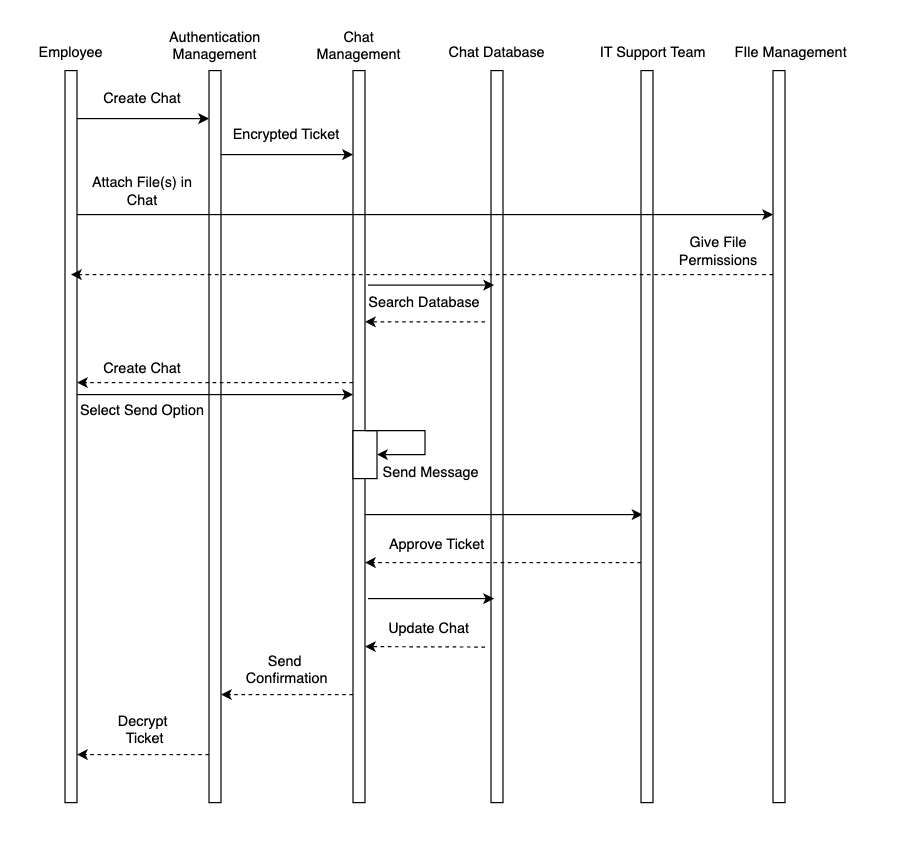 Employee
Authentication
Management
Chat
Management
Chat Database
IT Support Team
FIle Management
Create Chat
Encrypted Ticket
Attach File(s) in
Chat
Give File
Permissions
Search Database
Create Chat
Select Send Option
Send Message
Approve Ticket
Update Chat
Send
Confirmation
Decrypt
Ticket